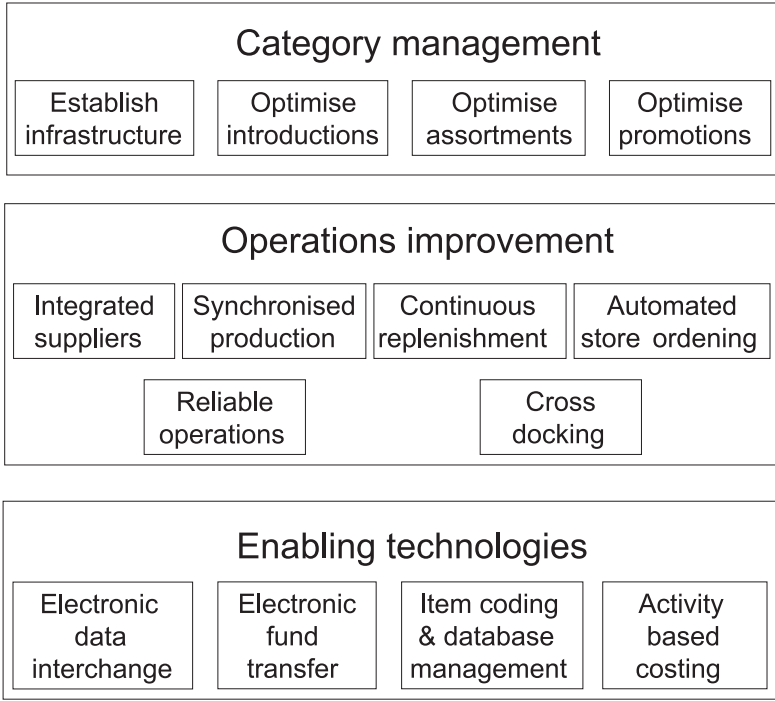 Category management
Establish
infrastructure
Optimise
introductions
Optimise
assortments
Optimise
promotions
Operations improvement
Integrated
suppliers
Synchronised
production
Continuous
replenishment
Automated
store ordening
Reliable
operations
Cross
docking
Enabling technologies
Electronic
data
interchange
Electronic
fund
transfer
Item coding
& database
management
Activity
based
costing